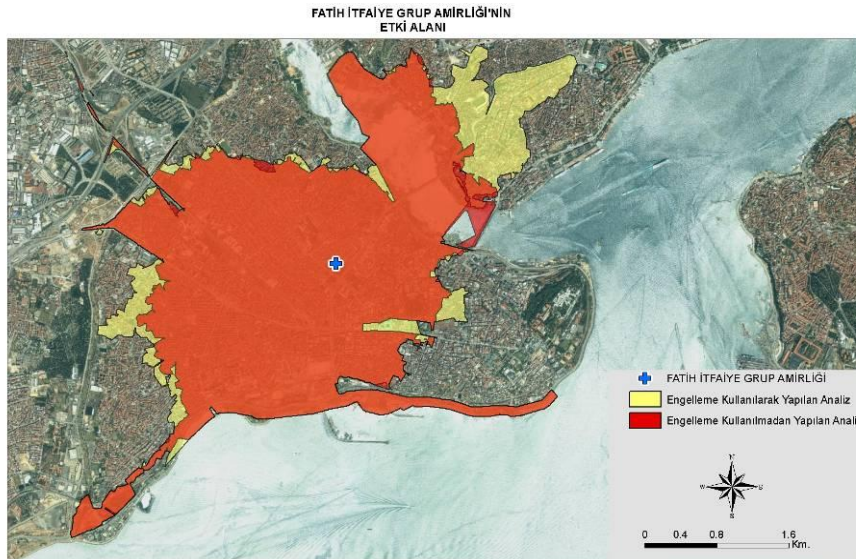 FATİH İTFAİYE GRUP AMİRLİĞİ'NİN
ETKİ ALANI
FATİH İTFAİYE GRUP AMİRLİĞİ
Engelleme Kullanılarak Yapılan Analiz
Engelleme Kullanılmadan Yapılan Anali
N
W
E
S
0 0.4 0.8 1.6
Km.